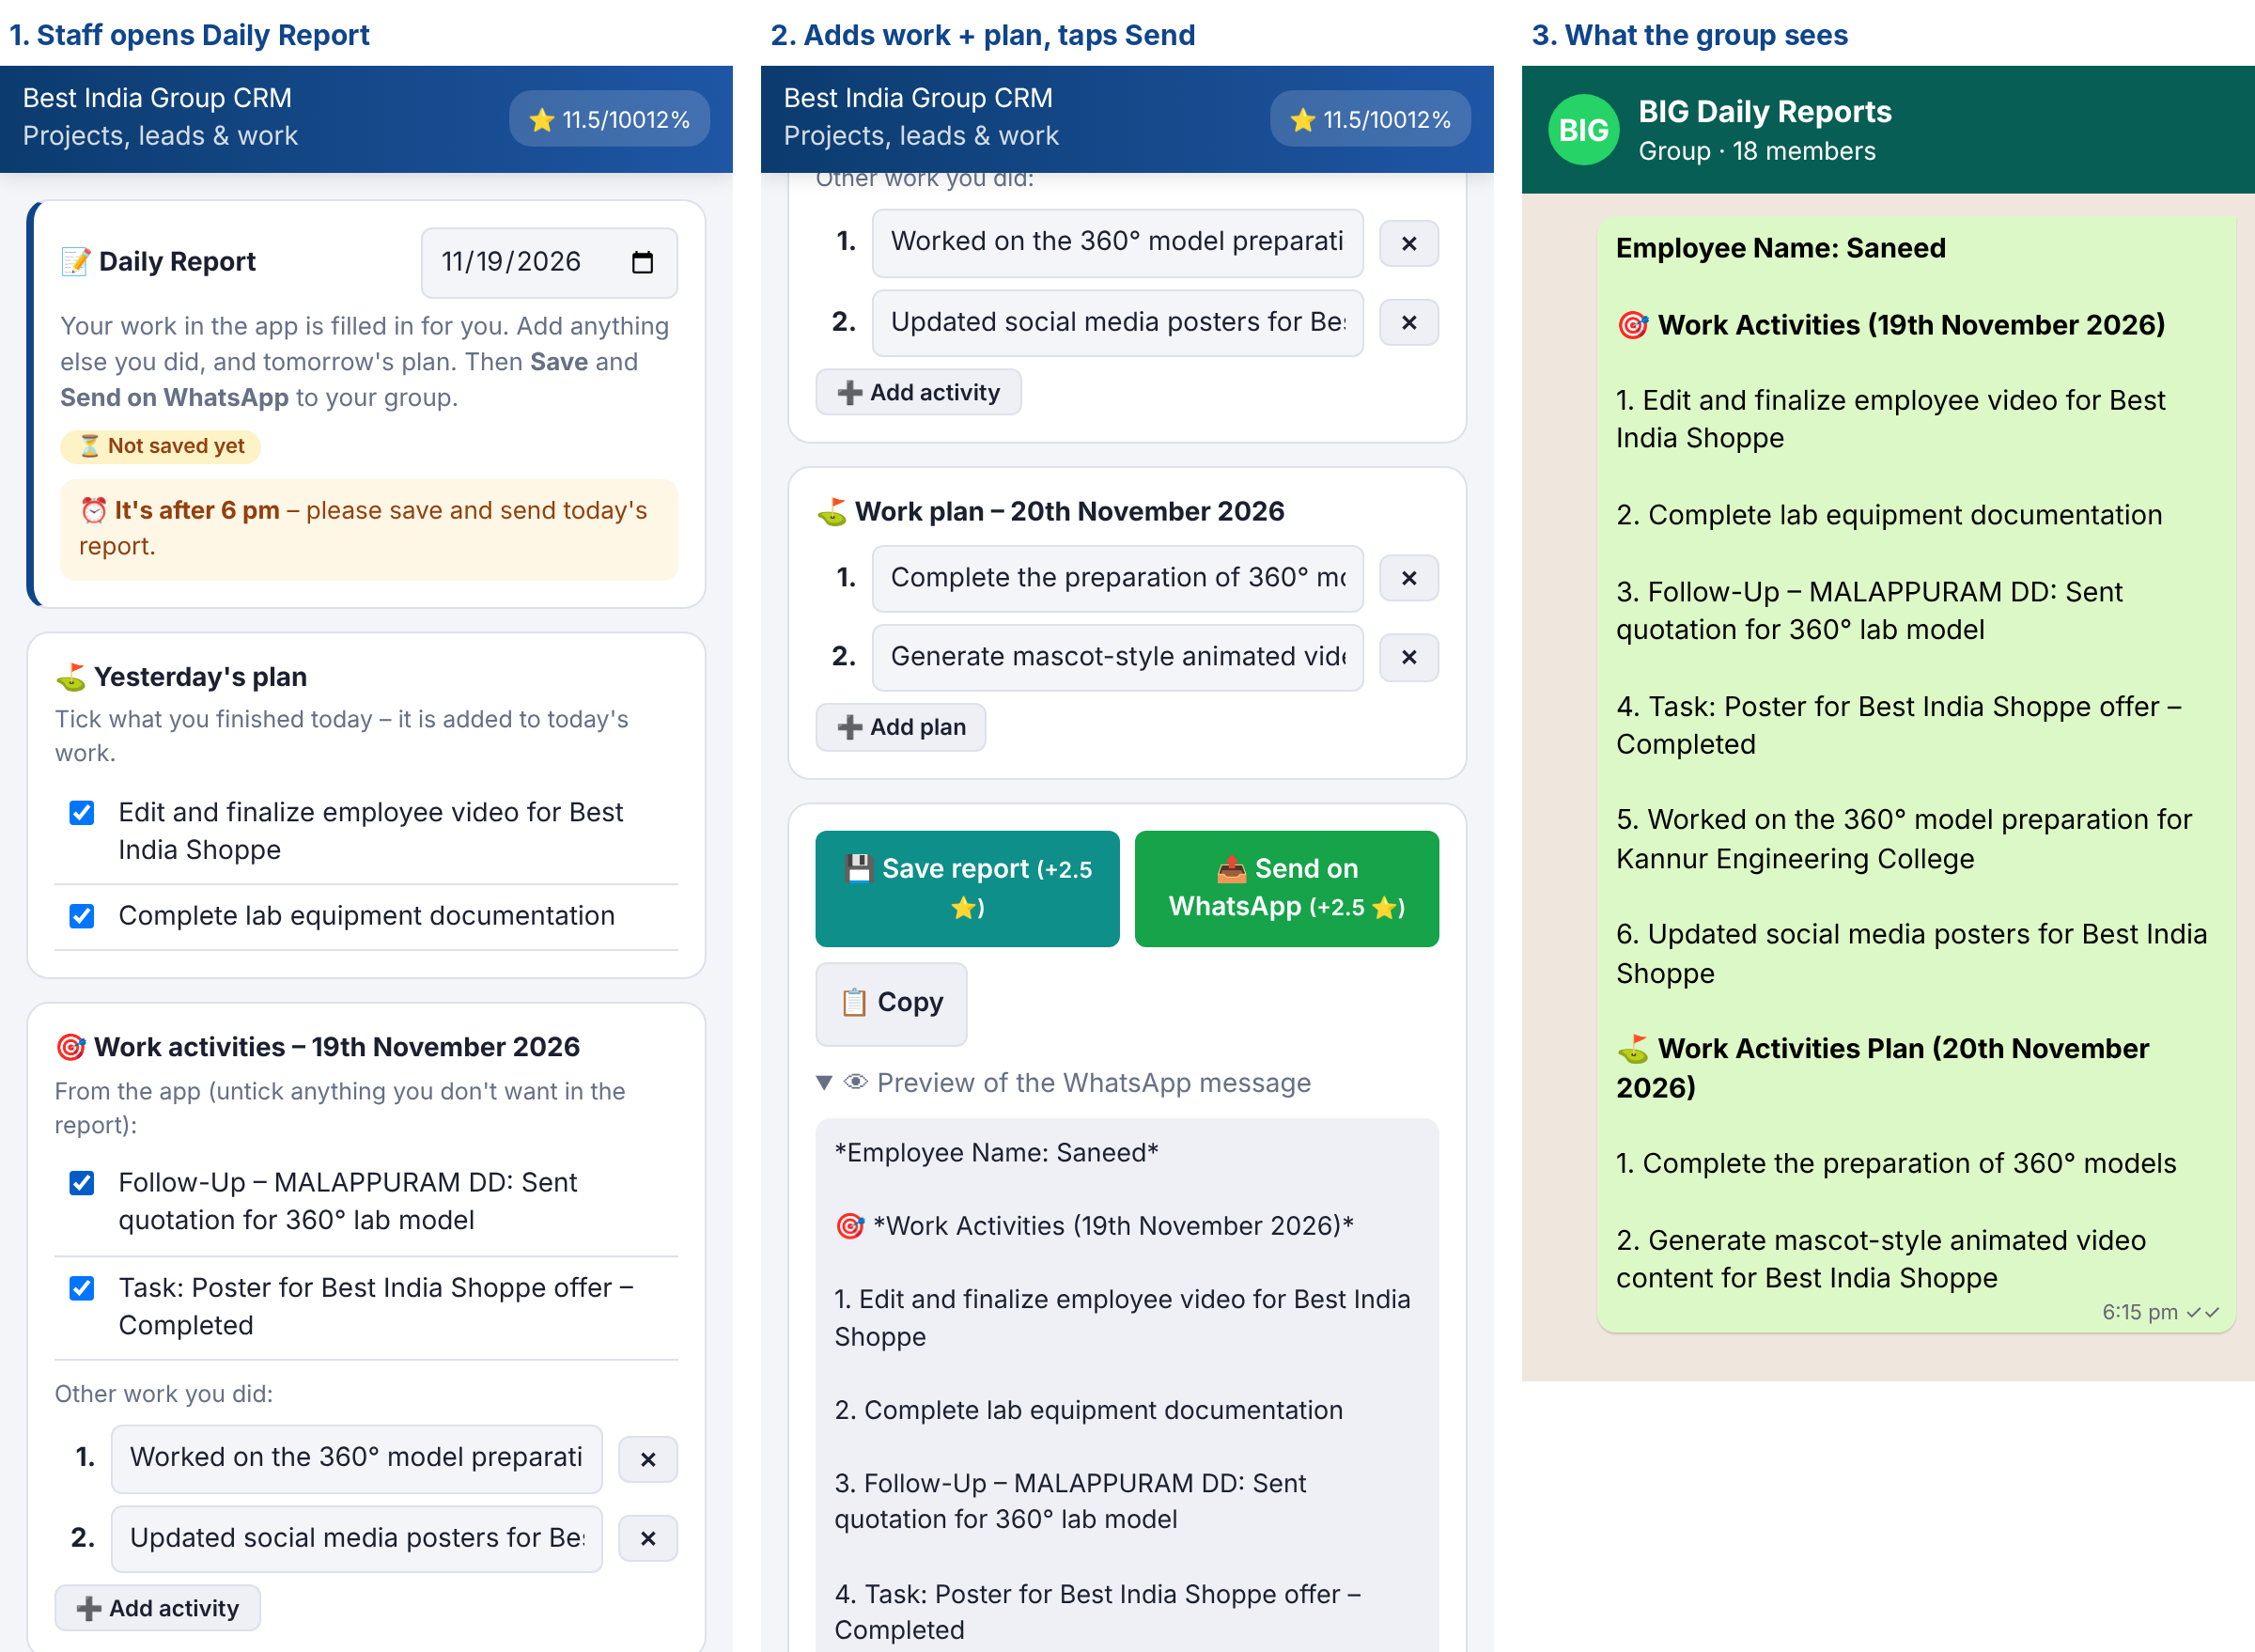 1. Staff opens Daily Report
Best India Group CRM
Projects, leads & work
⭐ 11.5/10012%
📝 Daily Report
11/19/2026
Your work in the app is filled in for you. Add anything
else you did, and tomorrow's plan. Then Save and
Send on WhatsApp to your group.
⏳ Not saved yet
⏰ It's after 6 pm – please save and send today's
report.
⛳ Yesterday's plan
Tick what you finished today – it is added to today's
work.
Edit and finalize employee video for Best
India Shoppe
Complete lab equipment documentation
🎯 Work activities – 19th November 2026
From the app (untick anything you don't want in the
report):
Follow-Up – MALAPPURAM DD: Sent
quotation for 360° lab model
Task: Poster for Best India Shoppe offer –
Completed
Other work you did:
1. Worked on the 360° model preparati ×
2. Updated social media posters for Be ×
➕ Add activity
2. Adds work + plan, taps Send
Best India Group CRM
Projects, leads & work
⭐ 11.5/10012%
Other work you did:
1. Worked on the 360° model preparati ×
2. Updated social media posters for Be ×
➕ Add activity
⛳ Work plan – 20th November 2026
1. Complete the preparation of 360° m ×
2. Generate mascot-style animated vid ×
➕ Add plan
💾 Save report (+2.5
⭐)
📤 Send on
WhatsApp (+2.5 ⭐)
📋 Copy
▼ 👁 Preview of the WhatsApp message
*Employee Name: Saneed*
🎯 *Work Activities (19th November 2026)*
1. Edit and finalize employee video for Best India
Shoppe
2. Complete lab equipment documentation
3. Follow-Up – MALAPPURAM DD: Sent
quotation for 360° lab model
4. Task: Poster for Best India Shoppe offer –
Completed
3. What the group sees
BIG
BIG Daily Reports
Group · 18 members
Employee Name: Saneed
🎯 Work Activities (19th November 2026)
1. Edit and finalize employee video for Best
India Shoppe
2. Complete lab equipment documentation
3. Follow-Up – MALAPPURAM DD: Sent
quotation for 360° lab model
4. Task: Poster for Best India Shoppe offer –
Completed
5. Worked on the 360° model preparation for
Kannur Engineering College
6. Updated social media posters for Best India
Shoppe
⛳ Work Activities Plan (20th November
2026)
1. Complete the preparation of 360° models
2. Generate mascot-style animated video
content for Best India Shoppe
6:15 pm ✓✓